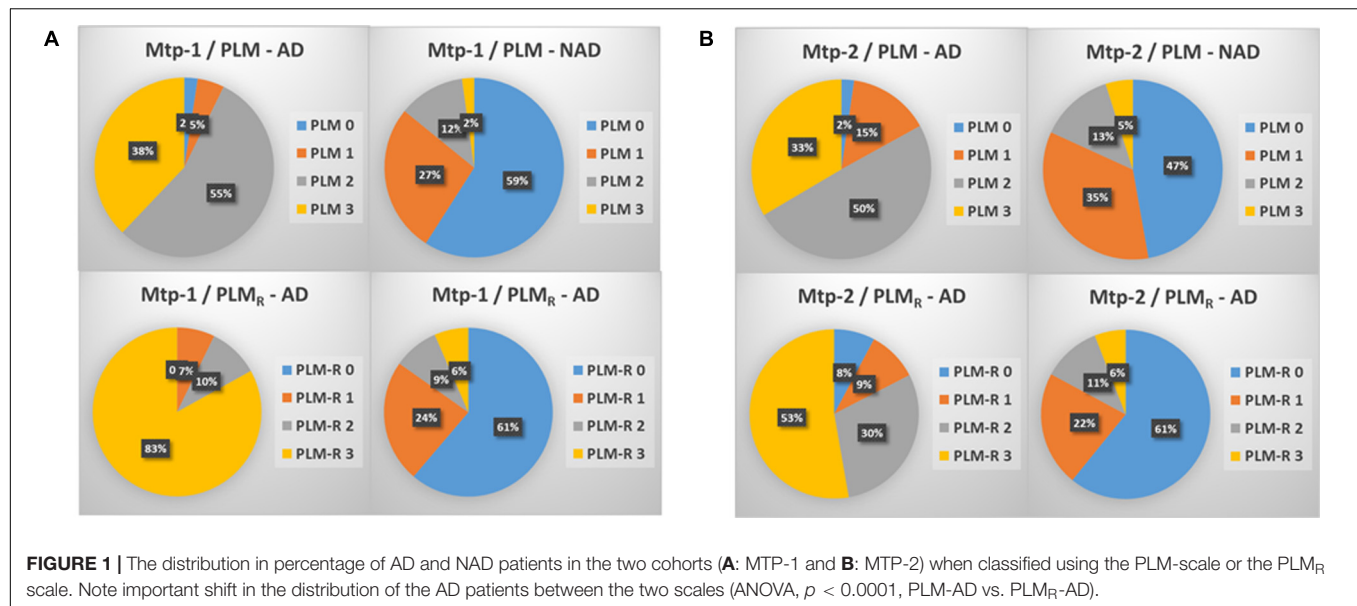 A
Mtp-1 / PLM - AD
2
5%
38%
55%
PLM 0
PLM 1
PLM 2
PLM 3
Mtp-1 / PLM - NAD
12%
2%
27%
59%
PLM 0
PLM 1
PLM 2
PLM 3
B
Mtp-2 / PLM - AD
2%
15%
33%
50%
PLM 0
PLM 1
PLM 2
PLM 3
Mtp-2 / PLM - NAD
5%
13%
47%
35%
PLM 0
PLM 1
PLM 2
PLM 3
Mtp-1 / PLMR - AD
0
7%
10%
83%
PLM-R 0
PLM-R 1
PLM-R 2
PLM-R 3
Mtp-1 / PLMR - AD
6%
9%
24%
61%
PLM-R 0
PLM-R 1
PLM-R 2
PLM-R 3
Mtp-2 / PLMR - AD
8%
9%
53%
30%
PLM-R 0
PLM-R 1
PLM-R 2
PLM-R 3
Mtp-2 / PLMR - AD
6%
11%
22%
61%
PLM-R 0
PLM-R 1
PLM-R 2
PLM-R 3
FIGURE 1 | The distribution in percentage of AD and NAD patients in the two cohorts (A: MTP-1 and B: MTP-2) when classified using the PLM-scale or the PLMR
scale. Note important shift in the distribution of the AD patients between the two scales (ANOVA, p < 0.0001, PLM-AD vs. PLMR-AD).